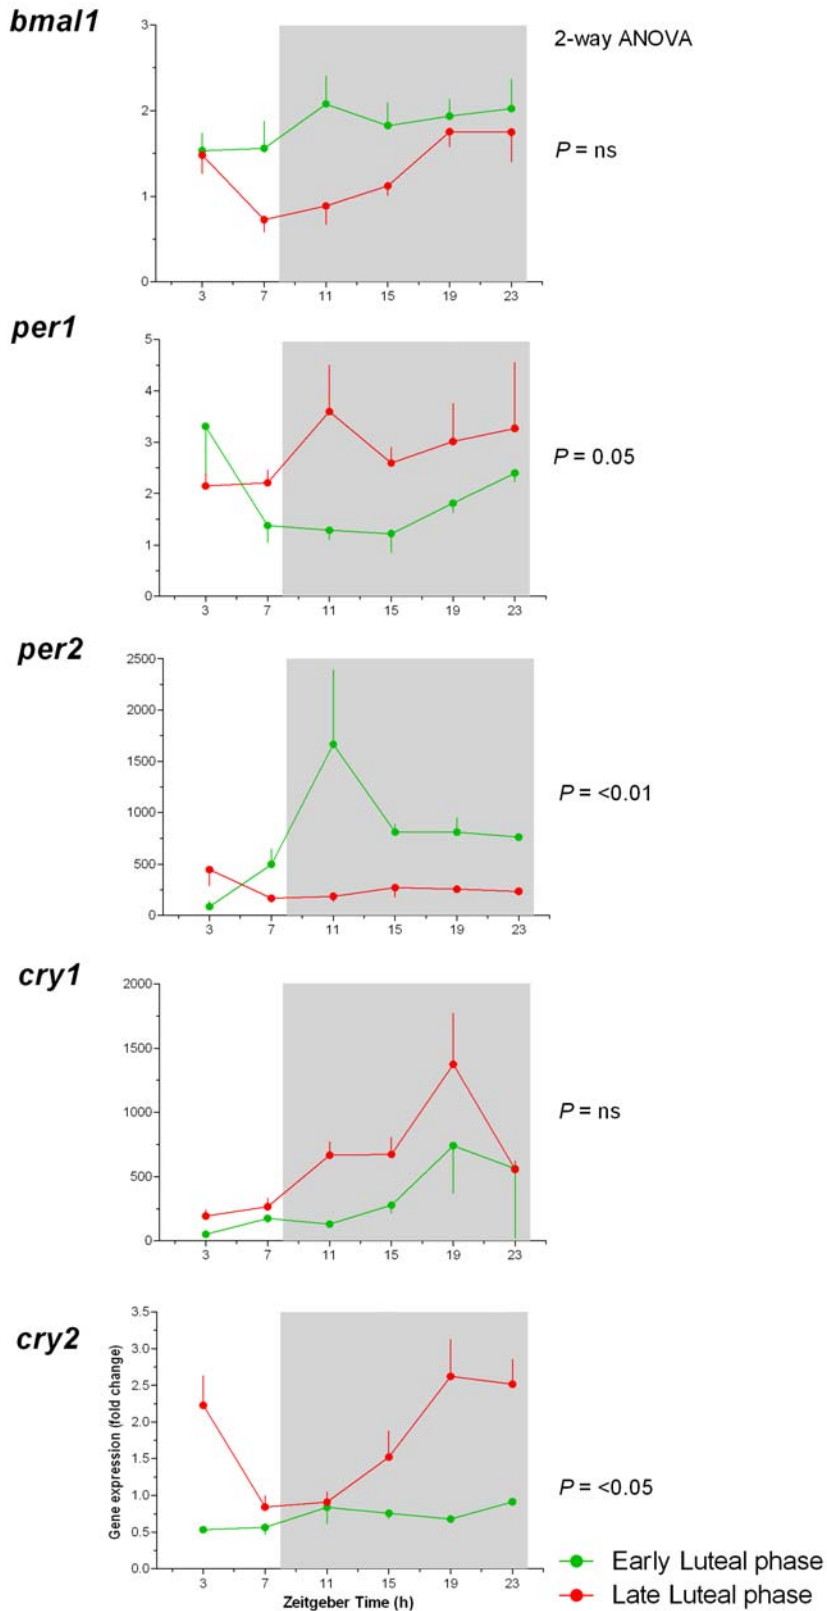 bmal1
2-way ANOVA
P = ns
3
2
1
0
3 7 11 15 19 23
per1
P = 0.05
5
4
3
2
1
0
3 7 11 15 19 23
per2
P = <0.01
2500
2000
1500
1000
500
0
3 7 11 15 19 23
cry1
P = ns
2000
1500
1000
500
0
3 7 11 15 19 23
cry2
Gene expression (fold change)
3.5
3.0
2.5
2.0
1.5
1.0
0.5
0.0
3 7 11 15 19 23
Zeitgeber Time (h)
P = <0.05
Early Luteal phase
Late Luteal phase